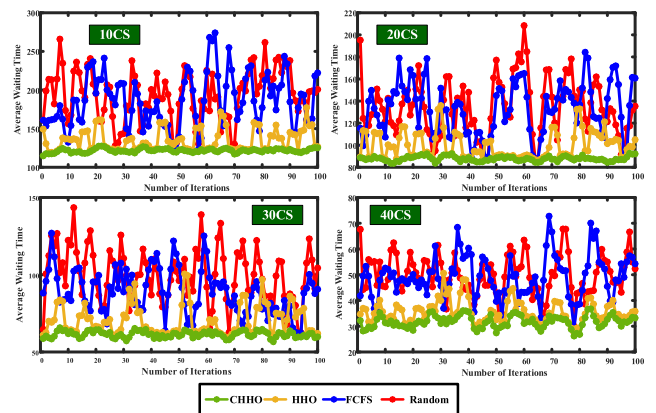 10CS
Average Waiting Time
300
250
200
150
100
0 10 20 30 40 50 60 70 80 90 100
Number of Iterations
20CS
Average Waiting Time
220
200
180
160
140
120
100
80
0 10 20 30 40 50 60 70 80 90 100
Number of Iterations
30CS
Average Waiting Time
150
100
50
0 10 20 30 40 50 60 70 80 90 100
Number of Iterations
40CS
Average Waiting Time
80
70
60
50
40
30
20
0 10 20 30 40 50 60 70 80 90 100
Number of Iterations
CHHO HHO FCFS Random